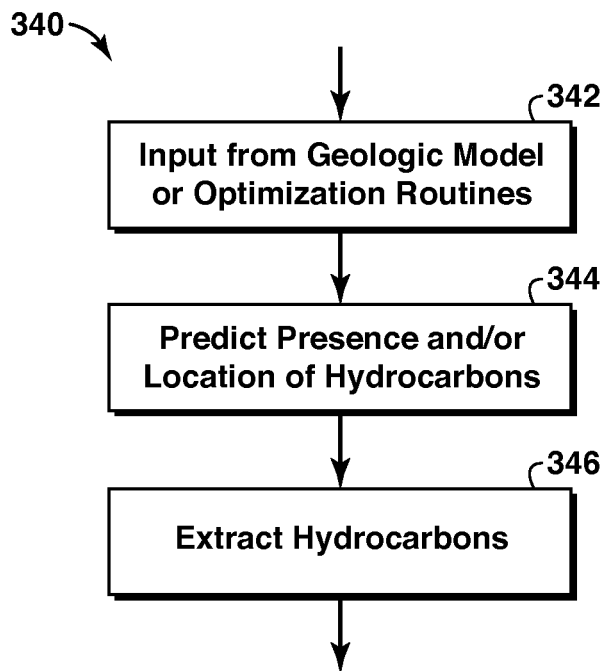 340
342
Input from Geologic Model
or Optimization Routines
344
Predict Presence and/or
Location of Hydrocarbons
346
Extract Hydrocarbons